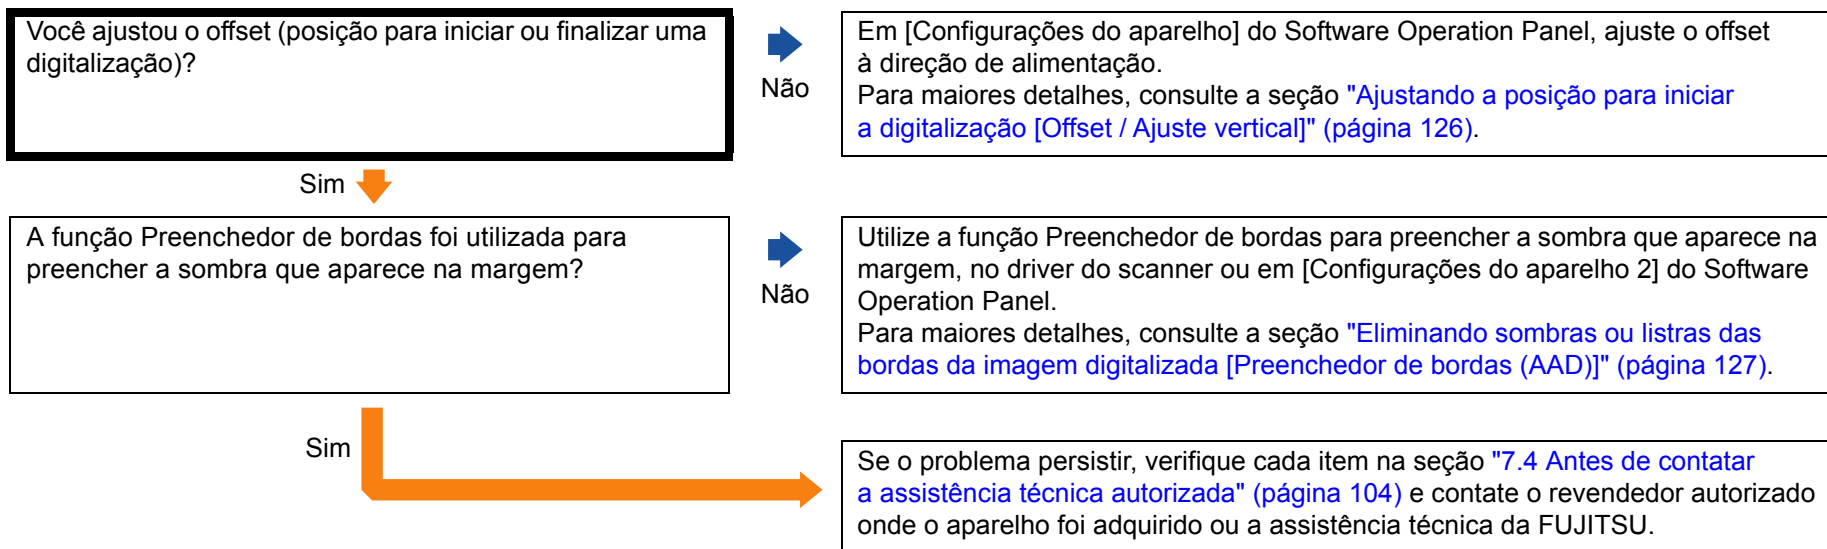 Você ajustou o offset (posição para iniciar ou finalizar uma
digitalização)?
Não
Em [Configurações do aparelho] do Software Operation Panel, ajuste o offset
à direção de alimentação.
Para maiores detalhes, consulte a seção "Ajustando a posição para iniciar
a digitalização [Offset / Ajuste vertical]" (página 126).
Sim
A função Preenchedor de bordas foi utilizada para
preencher a sombra que aparece na margem?
Não
Utilize a função Preenchedor de bordas para preencher a sombra que aparece na
margem, no driver do scanner ou em [Configurações do aparelho 2] do Software
Operation Panel.
Para maiores detalhes, consulte a seção "Eliminando sombras ou listras das
bordas da imagem digitalizada [Preenchedor de bordas (AAD)]" (página 127).
Sim
Se o problema persistir, verifique cada item na seção "7.4 Antes de contatar
a assistência técnica autorizada" (página 104) e contate o revendedor autorizado
onde o aparelho foi adquirido ou a assistência técnica da FUJITSU.